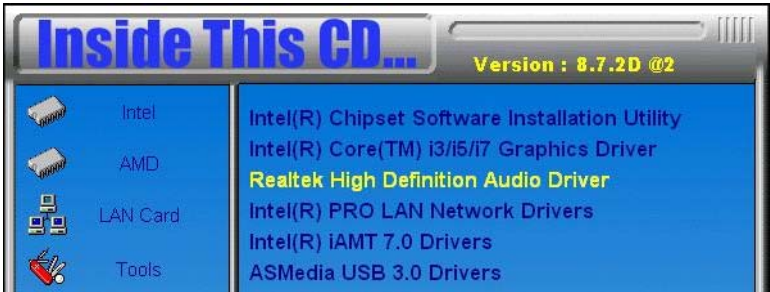 Inside This CD...
Version : 8.7.2D @2
Intel
AMD
LAN Card
Tools
Intel(R) Chipset Software Installation Utility
Intel(R) Core(TM) i3/i5/i7 Graphics Driver
Realtek High Definition Audio Driver
Intel(R) PRO LAN Network Drivers
Intel(R) iAMT 7.0 Drivers
ASMedia USB 3.0 Drivers